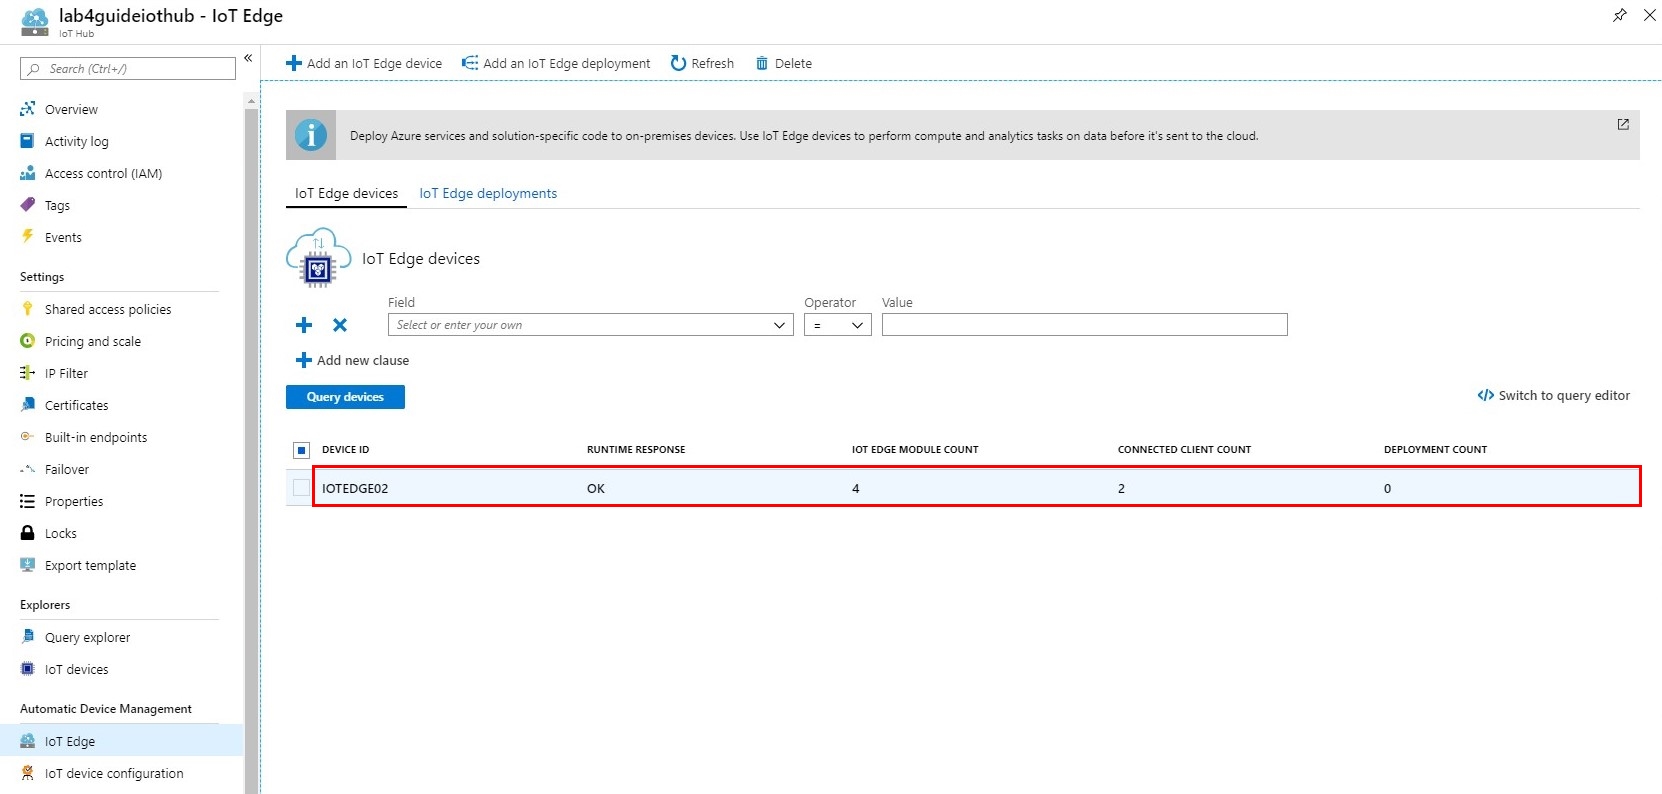 lab4guideiothub - IoT Edge
IoT Hub
Search (Ctrl+/)
«
Overview
Activity log
Access control (IAM)
Tags
Events
Settings
Shared access policies
Pricing and scale
IP Filter
Certificates
Built-in endpoints
Failover
Properties
Locks
Export template
Explorers
Query explorer
IoT devices
Automatic Device Management
IoT Edge
IoT device configuration
Add an IoT Edge device Add an IoT Edge deployment Refresh Delete
Deploy Azure services and solution-specific code to on-premises devices. Use IoT Edge devices to perform compute and analytics tasks on data before it's sent to the cloud.
IoT Edge devices IoT Edge deployments
IoT Edge devices
Field Operator Value
Select or enter your own =
Add new clause
Query devices </> Switch to query editor
DEVICE ID RUNTIME RESPONSE IOT EDGE MODULE COUNT CONNECTED CLIENT COUNT DEPLOYMENT COUNT
IOTEDGE02 OK 4 2 0